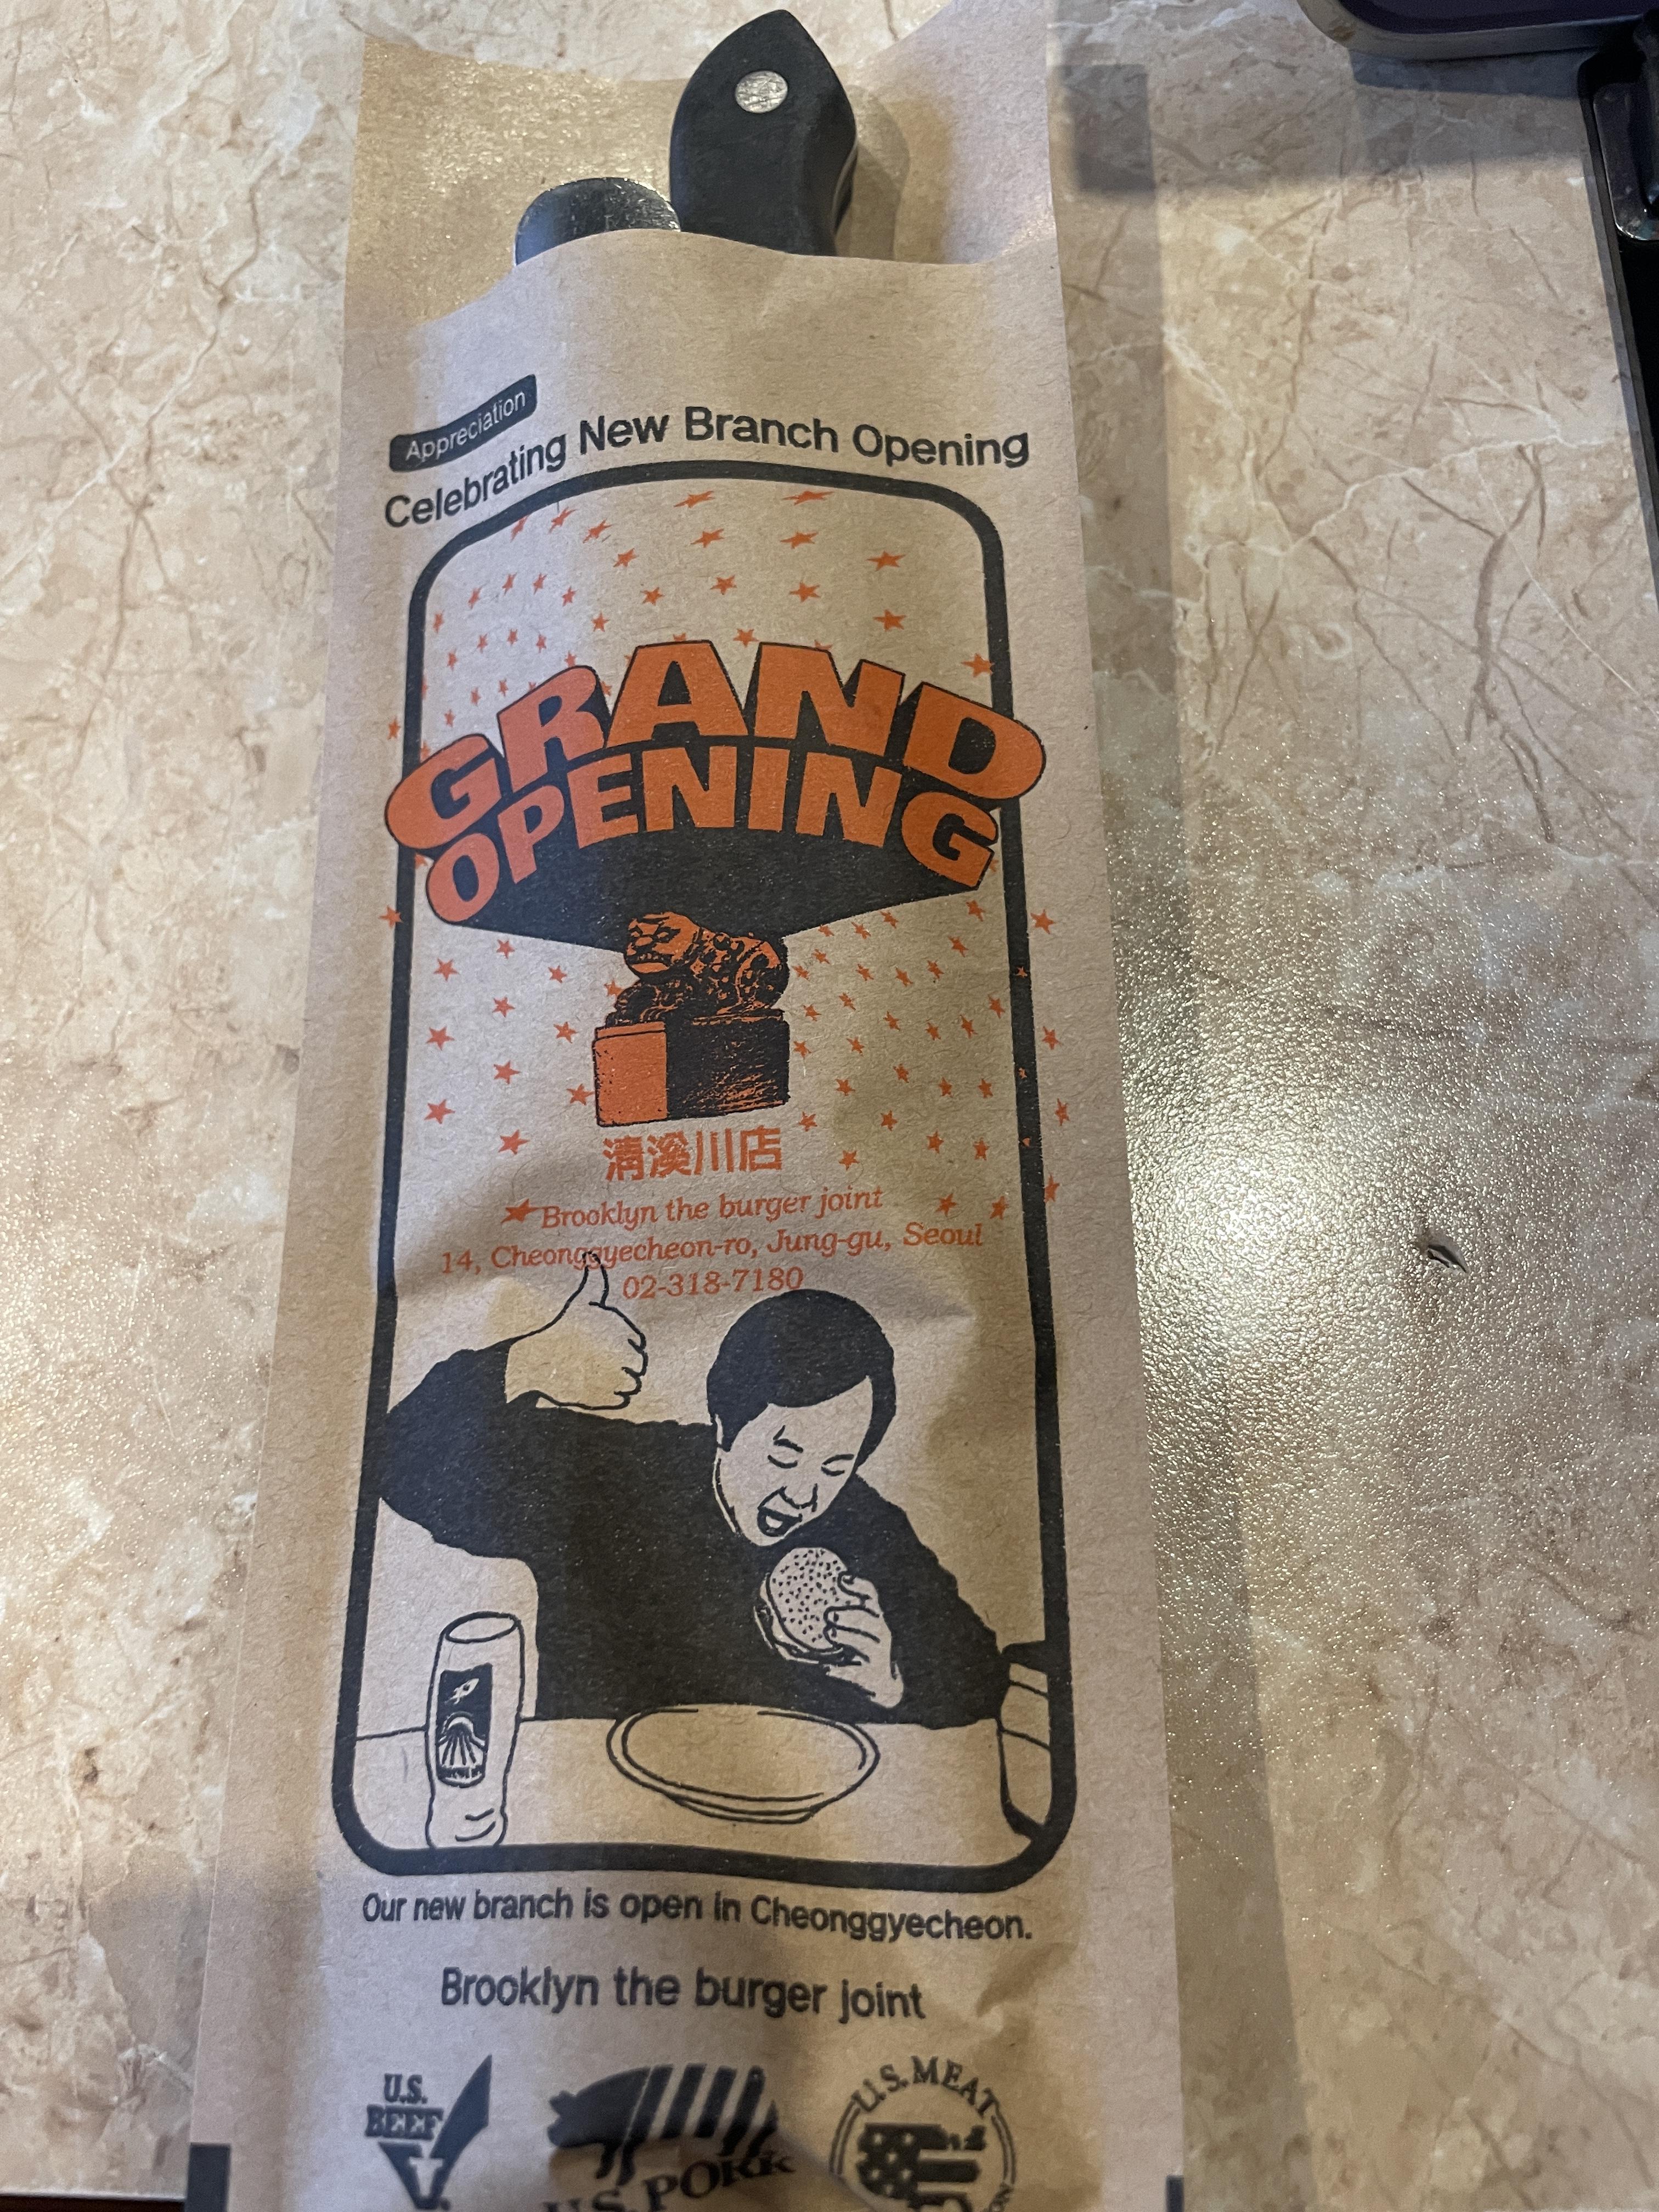 Appreciation
Celebrating New Branch Opening
GRAND
OPENING
清溪川店
Brooklyn the burger joint
14, Cheonggyecheon-ro, Jung-gu, Seoul
02-318-7180
Our new branch is open in Cheonggyecheon.
Brooklyn the burger joint
U.S.
BEEF
U.S. PORK
U.S. MEAT